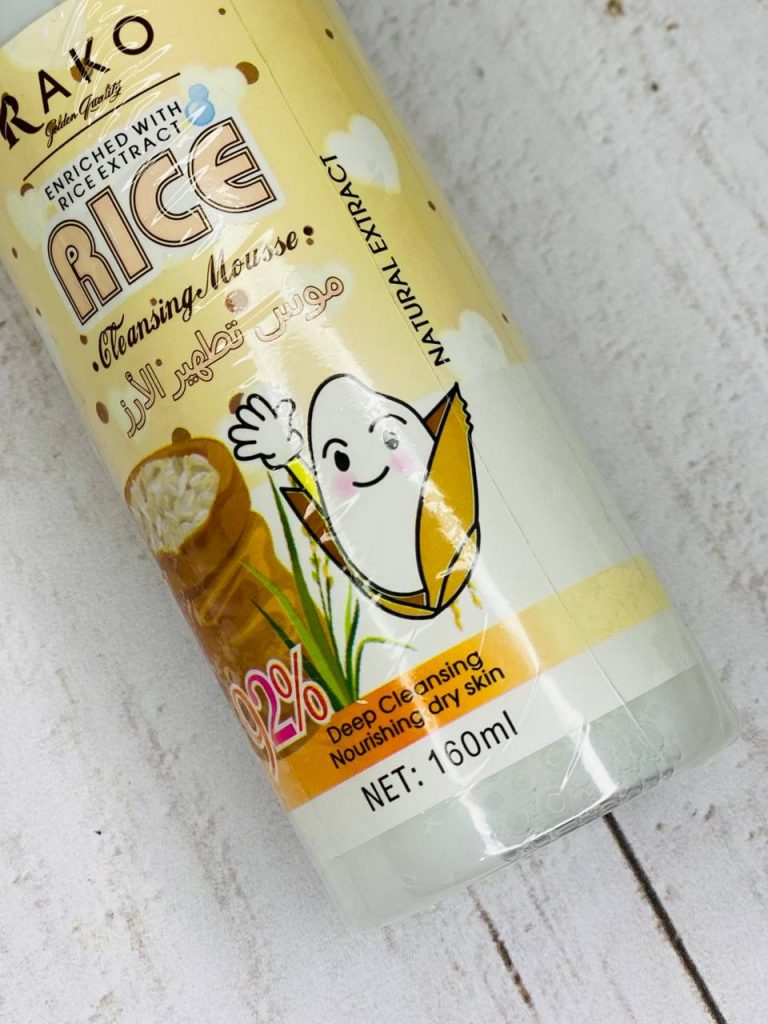 RAKO
Golden Quality
ENRICHED WITH
RICE EXTRACT
RICE
Cleansing Mousse
موس تطهير الأرز
NATURAL EXTRACT
92%
Deep Cleansing
Nourishing dry skin
NET: 160ml